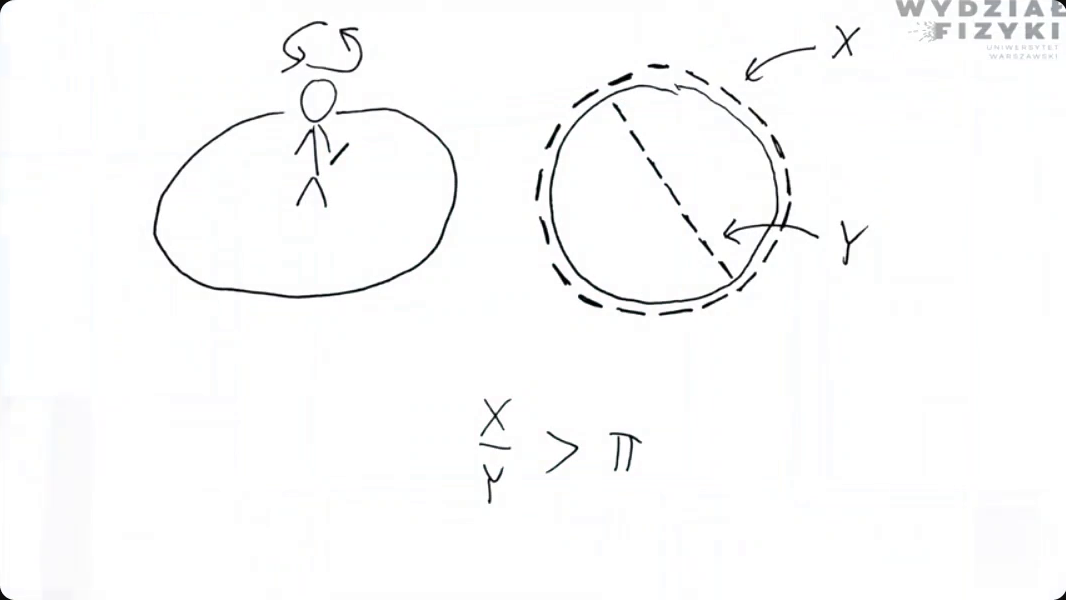 WYDZIAŁ
FIZYKI
UNIWERSYTET
WARSZAWSKI
X
Y
X
Y
> π